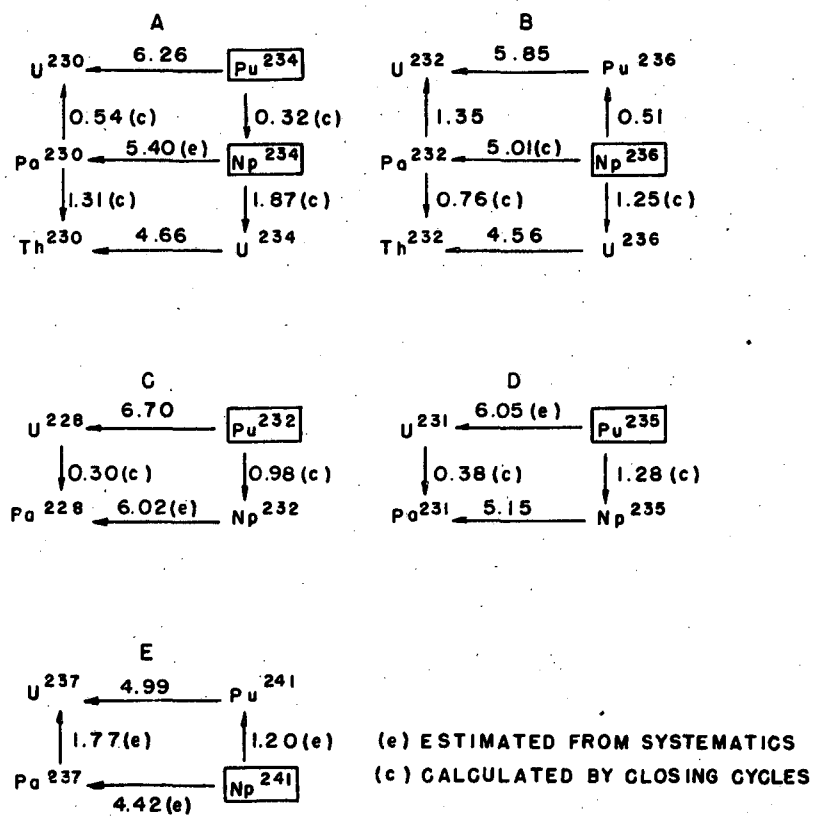 A
U230 6.26 Pu234
0.54(c) 0.32(c)
Pa230 5.40(e) Np234
1.31(c) 1.87(c)
Th230 4.66 U234
B
U232 5.85 Pu236
1.35 0.51
Pa232 5.01(c) Np236
0.76(c) 1.25(c)
Th232 4.56 U236
C
U228 6.70 Pu232
0.30(c) 0.98(c)
Pa228 6.02(e) Np232
D
U231 6.05(e) Pu235
0.38(c) 1.28(c)
Pa231 5.15 Np235
E
U237 4.99 Pu241
1.77(e) 1.20(e)
Pa237 4.42(e) Np241
(e) ESTIMATED FROM SYSTEMATICS
(c) CALCULATED BY CLOSING CYCLES